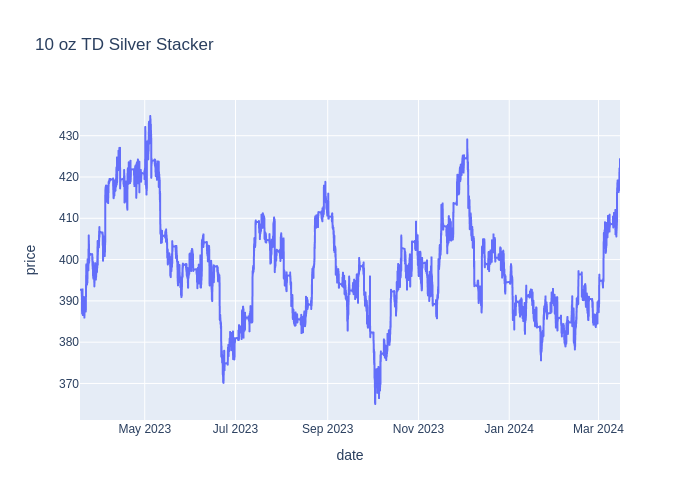 10 oz TD Silver Stacker
430
420
410
400
390
380
370
price
May 2023
Jul 2023
Sep 2023
Nov 2023
Jan 2024
Mar 2024
date